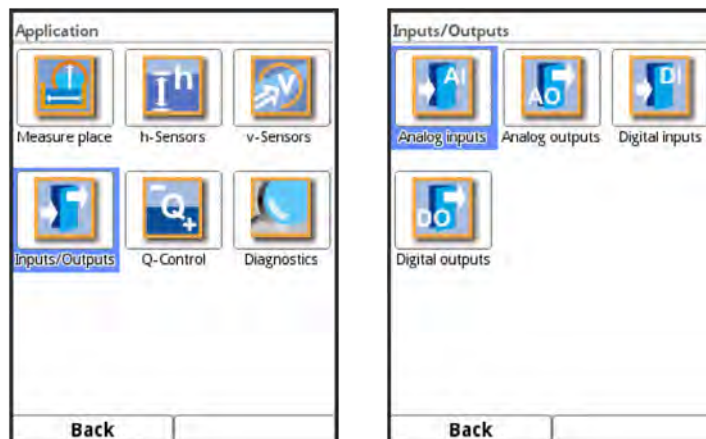 Application
h
v
Measure place h-Sensors v-Sensors
Q
Inputs/Outputs Q-Control Diagnostics
Back
Inputs/Outputs
AI
AO
DI
Analog inputs Analog outputs Digital inputs
DO
Digital outputs
Back